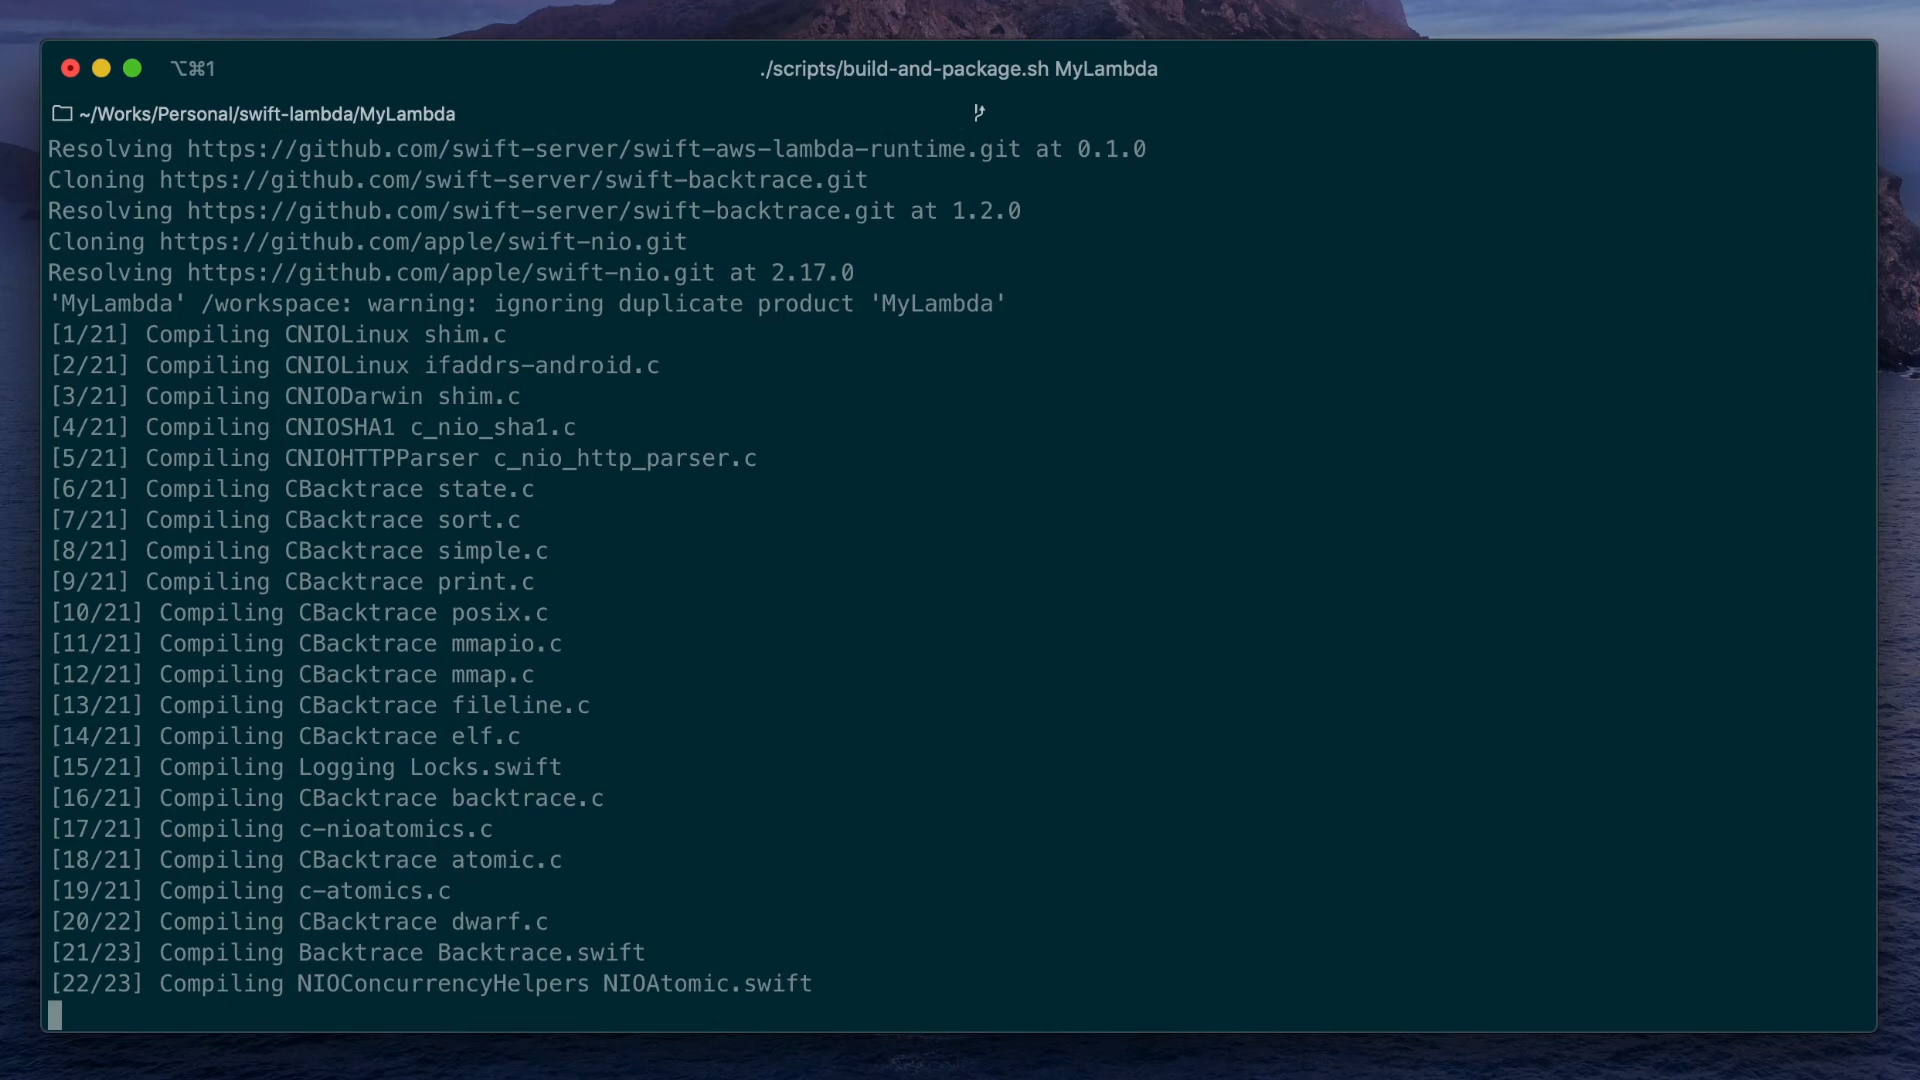 ⌥⌘1
./scripts/build-and-package.sh MyLambda
~/Works/Personal/swift-lambda/MyLambda
Resolving https://github.com/swift-server/swift-aws-lambda-runtime.git at 0.1.0
Cloning https://github.com/swift-server/swift-backtrace.git
Resolving https://github.com/swift-server/swift-backtrace.git at 1.2.0
Cloning https://github.com/apple/swift-nio.git
Resolving https://github.com/apple/swift-nio.git at 2.17.0
'MyLambda' /workspace: warning: ignoring duplicate product 'MyLambda'
[1/21] Compiling CNIOLinux shim.c
[2/21] Compiling CNIOLinux ifaddrs-android.c
[3/21] Compiling CNIODarwin shim.c
[4/21] Compiling CNIOSHA1 c_nio_sha1.c
[5/21] Compiling CNIOHTTPParser c_nio_http_parser.c
[6/21] Compiling CBacktrace state.c
[7/21] Compiling CBacktrace sort.c
[8/21] Compiling CBacktrace simple.c
[9/21] Compiling CBacktrace print.c
[10/21] Compiling CBacktrace posix.c
[11/21] Compiling CBacktrace mmapio.c
[12/21] Compiling CBacktrace mmap.c
[13/21] Compiling CBacktrace fileline.c
[14/21] Compiling CBacktrace elf.c
[15/21] Compiling Logging Locks.swift
[16/21] Compiling CBacktrace backtrace.c
[17/21] Compiling c-nioatomics.c
[18/21] Compiling CBacktrace atomic.c
[19/21] Compiling c-atomics.c
[20/22] Compiling CBacktrace dwarf.c
[21/23] Compiling Backtrace Backtrace.swift
[22/23] Compiling NIOConcurrencyHelpers NIOAtomic.swift